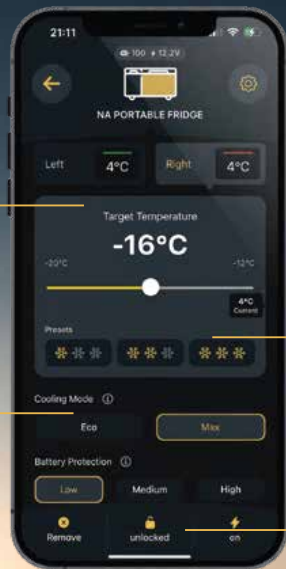 21:11
100 12.2V
NA PORTABLE FRIDGE
Left 4°C Right 4°C
Target Temperature
-16°C
-20°C -12°C
4°C
Current
Presets
Cooling Mode
Eco Max
Battery Protection
Low Medium High
Remove unlocked on